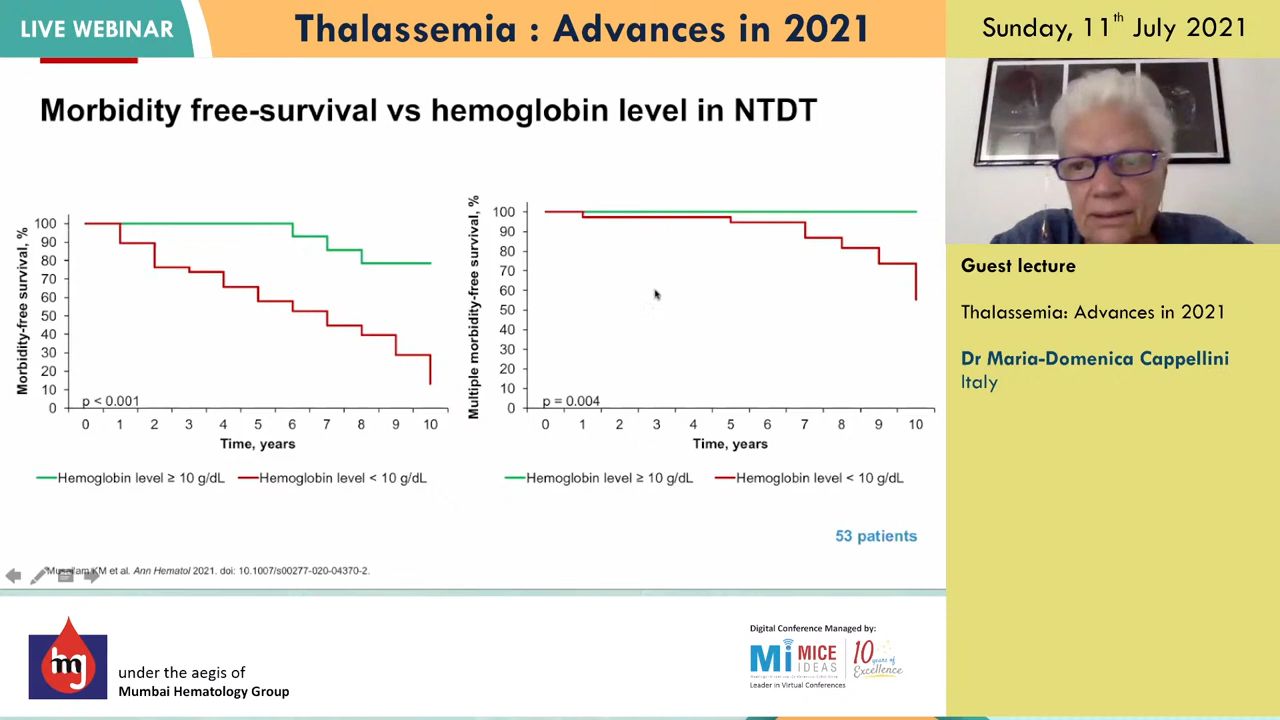 LIVE WEBINAR
Thalassemia : Advances in 2021
Sunday, 11th July 2021
Morbidity free-survival vs hemoglobin level in NTDT
Morbidity-free survival, %
100
90
80
70
60
50
40
30
20
10
0
p < 0.001
0 1 2 3 4 5 6 7 8 9 10
Time, years
Hemoglobin level ≥ 10 g/dL Hemoglobin level < 10 g/dL
Multiple morbidity-free survival, %
100
90
80
70
60
50
40
30
20
10
0
p = 0.004
0 1 2 3 4 5 6 7 8 9 10
Time, years
Hemoglobin level ≥ 10 g/dL Hemoglobin level < 10 g/dL
53 patients
KM et al. Ann Hematol 2021. doi: 10.1007/s00277-020-04370-2.
Guest lecture
Thalassemia: Advances in 2021
Dr Maria-Domenica Cappellini
Italy
hmg
under the aegis of
Mumbai Hematology Group
Digital Conference Managed by:
Mi MICE IDEAS
10 years of Excellence
Leader in Virtual Conferences